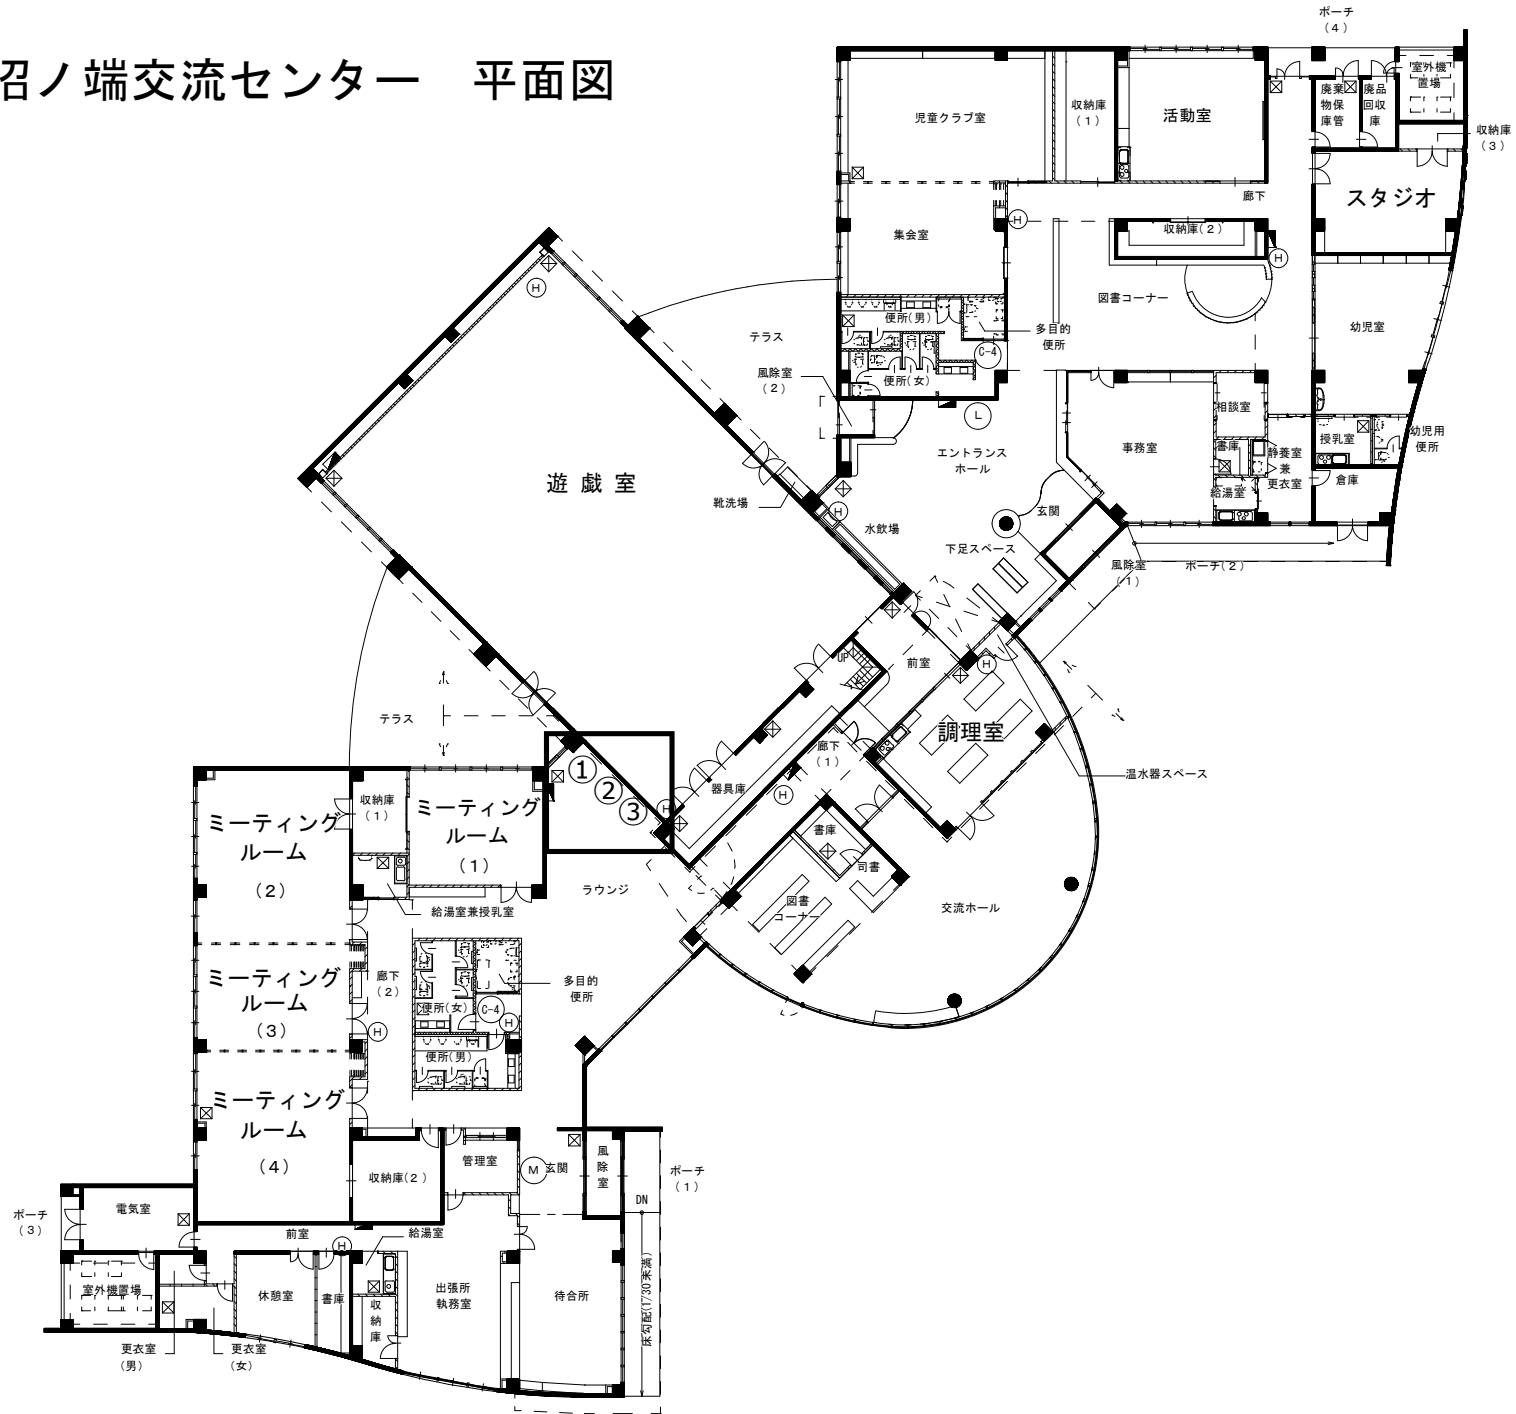 沼ノ端交流センター　平面図
ポーチ
(4)
室外機
置場
廃棄
物保
庫管
廃品
回収
庫
収納庫
(3)
児童クラブ室
収納庫
(1)
活動室
スタジオ
廊下
収納庫(2)
集会室
H
H
H
図書コーナー
幼児室
便所(男)
多目的
便所
C-4
便所(女)
テラス
風除室
(2)
L
相談室
事務室
書庫
静養室
兼
更衣室
給湯室
授乳室
幼児用
便所
倉庫
エントランス
ホール
遊戯室
靴洗場
H
水飲場
玄関
下足スペース
風除室
(1)
ポーチ(2)
UP
前室
H
調理室
テラス
廊下
(1)
温水器スペース
①
②
③
H
器具庫
H
収納庫
(1)
ミーティング
ルーム
(1)
ミーティング
ルーム
(2)
書庫
司書
図書
コーナー
交流ホール
ラウンジ
給湯室兼授乳室
ミーティング
ルーム
(3)
廊下
(2)
多目的
便所
便所(女)
C-4
H
H
便所(男)
ミーティング
ルーム
(4)
収納庫(2)
管理室
M
玄関
風
除
室
ポーチ
(1)
DN
床勾配(1/30未満)
ポーチ
(3)
電気室
前室
H
給湯室
室外機置場
休憩室
書庫
収
納
庫
出張所
執務室
待合所
更衣室
(男)
更衣室
(女)